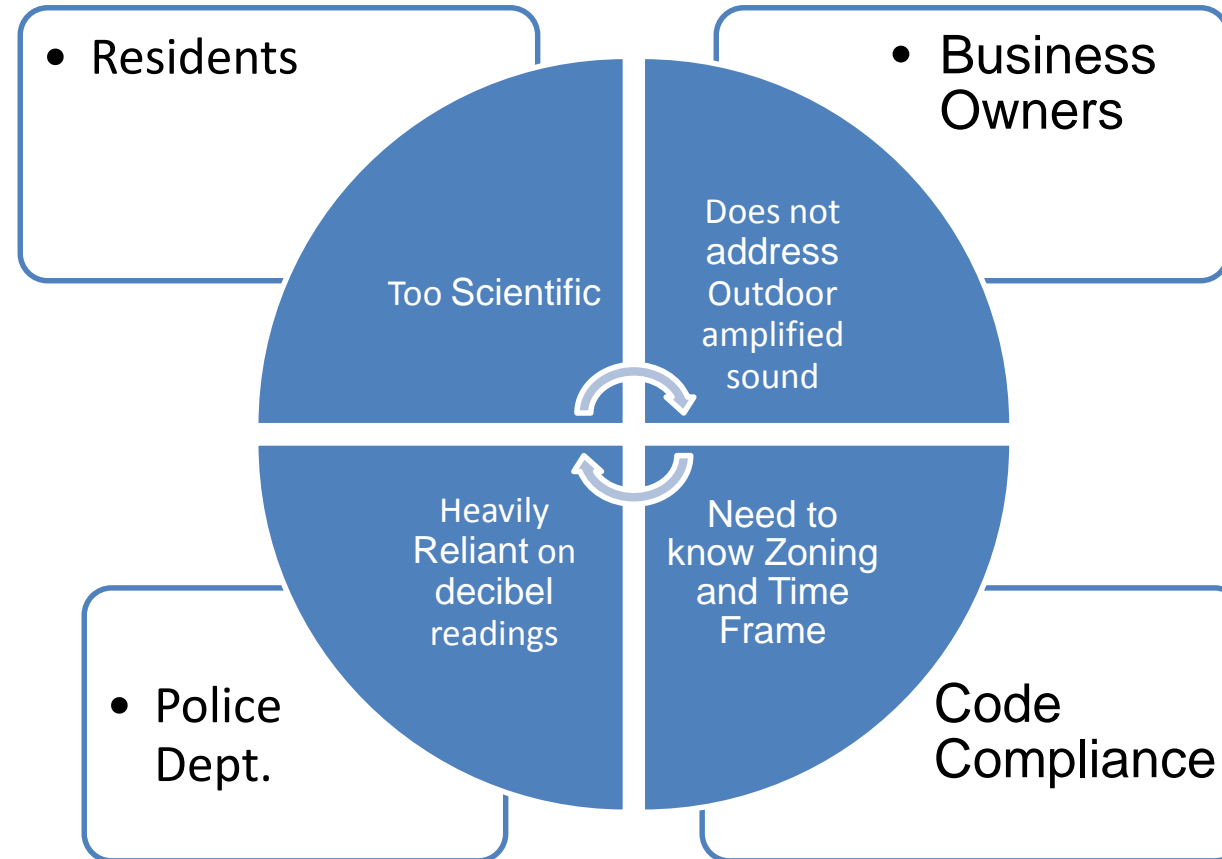 • Residents
• Business
Owners
Too Scientific
Does not
address
Outdoor
amplified
sound
Heavily
Reliant on
decibel
readings
Need to
know Zoning
and Time
Frame
• Police
Dept.
Code
Compliance